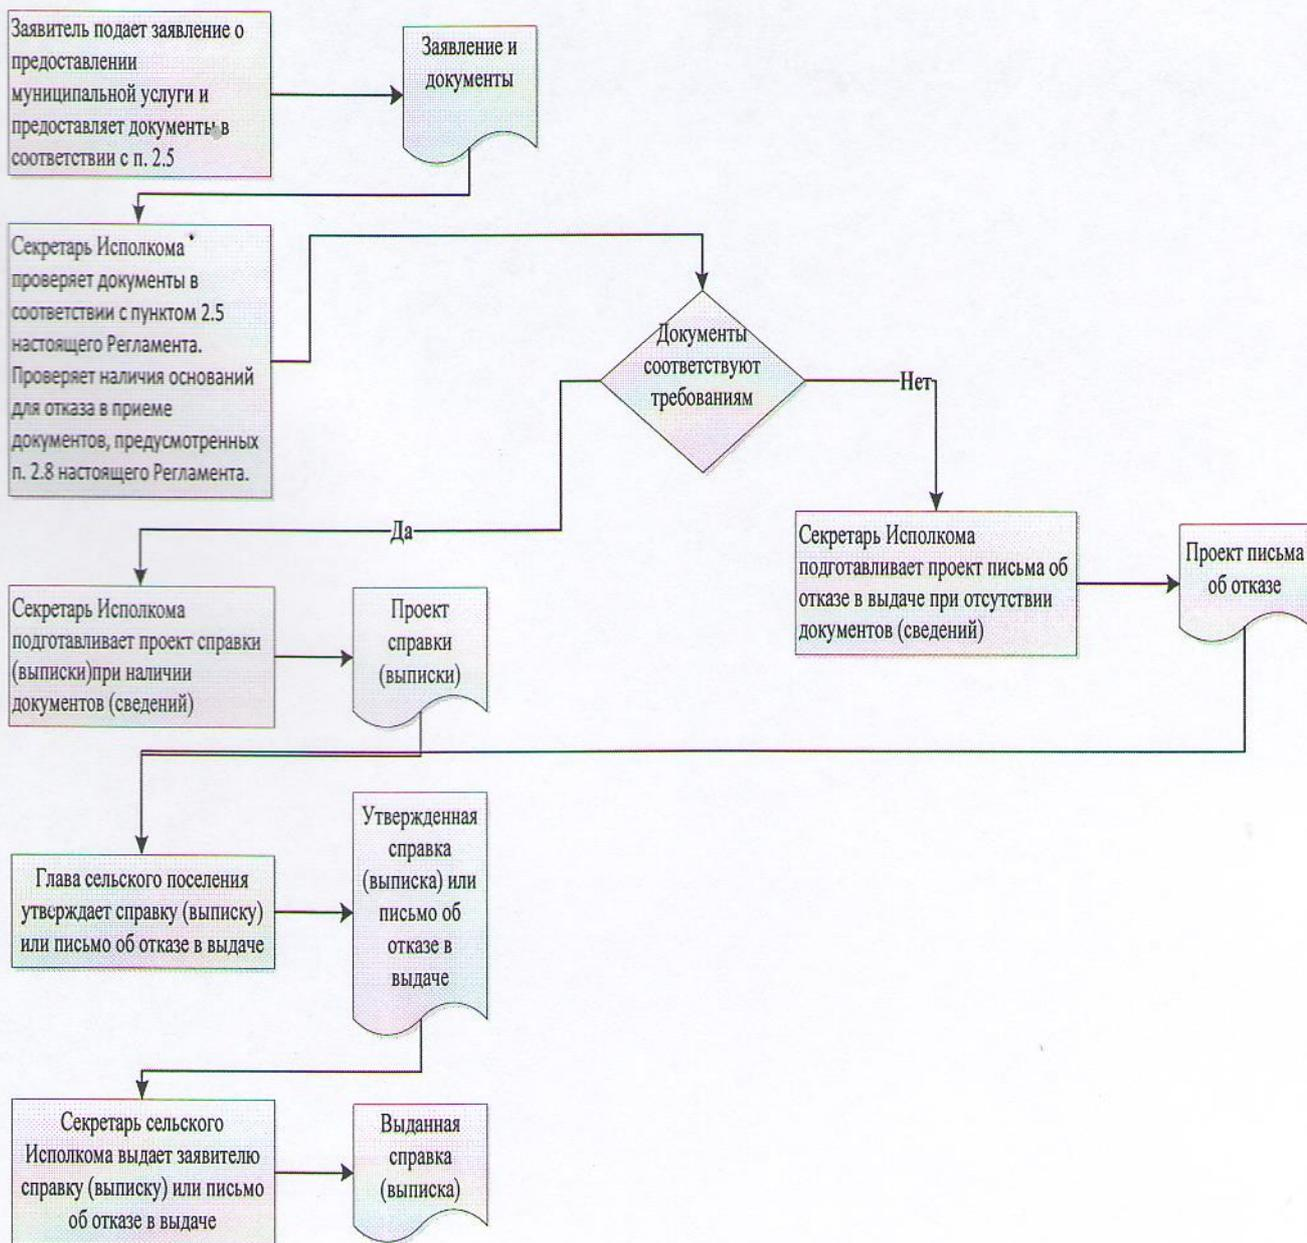 Заявитель подает заявление о
предоставлении
муниципальной услуги и
предоставляет документы в
соответствии с п. 2.5
Заявление и
документы
Секретарь Исполкома
проверяет документы в
соответствии с пунктом 2.5
настоящего Регламента.
Проверяет наличия оснований
для отказа в приеме
документов, предусмотренных
п. 2.8 настоящего Регламента.
Документы
соответствуют
требованиям
Нет
Да
Секретарь Исполкома
подготавливает проект письма об
отказе в выдаче при отсутствии
документов (сведений)
Проект письма
об отказе
Секретарь Исполкома
подготавливает проект справки
(выписки)при наличии
документов (сведений)
Проект
справки
(выписки)
Глава сельского поселения
утверждает справку (выписку)
или письмо об отказе в выдаче
Утвержденная
справка
(выписка) или
письмо об
отказе в
выдаче
Секретарь сельского
Исполкома выдает заявителю
справку (выписку) или письмо
об отказе в выдаче
Выданная
справка
(выписка)